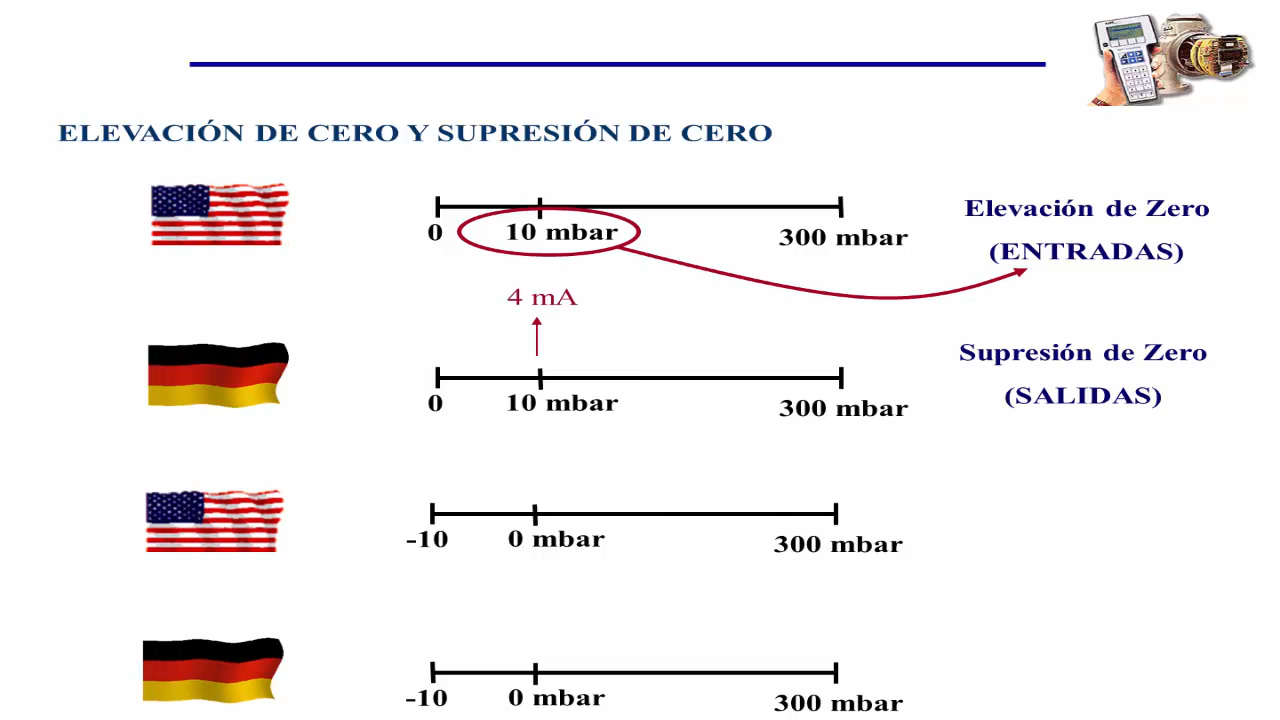 ELEVACIÓN DE CERO Y SUPRESIÓN DE CERO
0 10 mbar 300 mbar
Elevación de Zero
(ENTRADAS)
4 mA
0 10 mbar 300 mbar
Supresión de Zero
(SALIDAS)
-10 0 mbar 300 mbar
-10 0 mbar 300 mbar